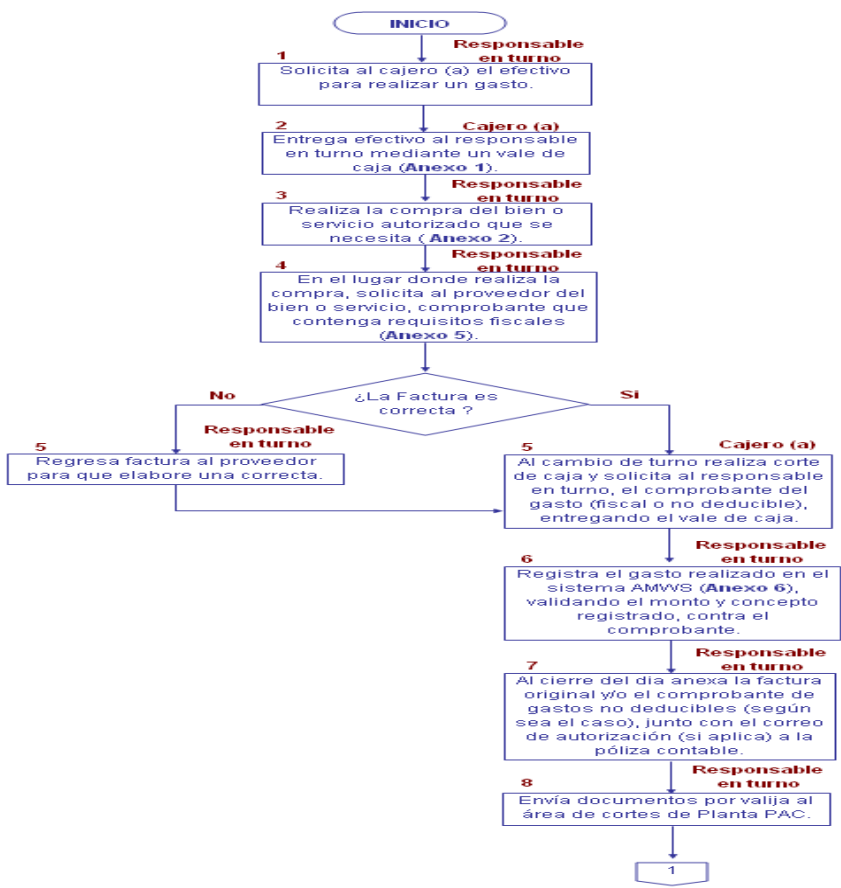 INICIO
Responsable
en turno
1
Solicita al cajero (a) el efectivo
para realizar un gasto.
2
Cajero (a)
Entrega efectivo al responsable
en turno mediante un vale de
caja (Anexo 1).
Responsable
en turno
3
Realiza la compra del bien o
servicio autorizado que se
necesita ( Anexo 2).
Responsable
en turno
4
En el lugar donde realiza la
compra, solicita al proveedor del
bien o servicio, comprobante que
contenga requisitos fiscales
(Anexo 5).
¿La Factura es
correcta ?
No
Si
Responsable
en turno
5
Regresa factura al proveedor
para que elabore una correcta.
5
Cajero (a)
Al cambio de turno realiza corte
de caja y solicita al responsable
en turno, el comprobante del
gasto (fiscal o no deducible),
entregando el vale de caja.
Responsable
en turno
6
Registra el gasto realizado en el
sistema AMWS (Anexo 6),
validando el monto y concepto
registrado, contra el
comprobante.
Responsable
en turno
7
Al cierre del dia anexa la factura
original y/o el comprobante de
gastos no deducibles (según
sea el caso), junto con el correo
de autorización (si aplica) a la
póliza contable.
Responsable
en turno
8
Envía documentos por valija al
área de cortes de Planta PAC.
1